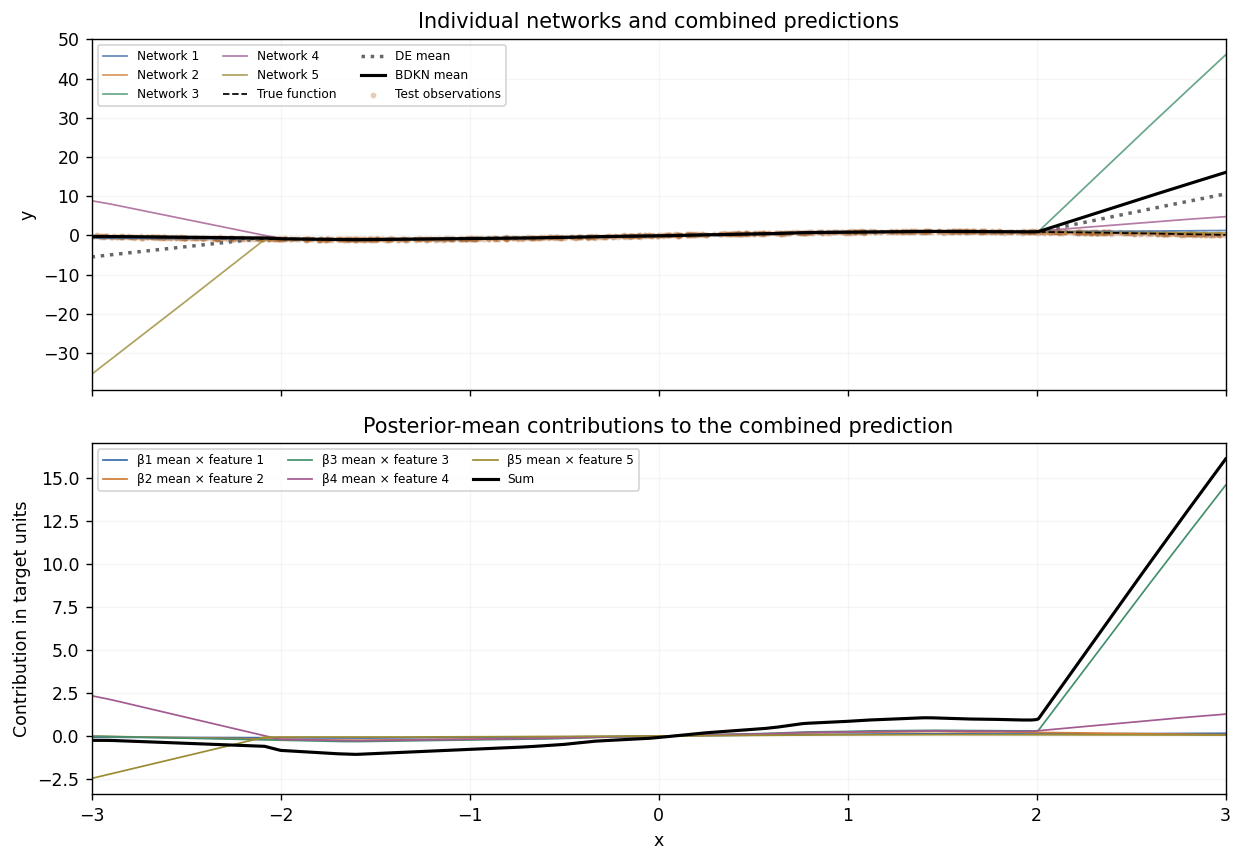 Individual networks and combined predictions
Network 1 Network 4 DE mean
Network 2 Network 5 BDKN mean
Network 3 True function Test observations
50
40
30
20
10
0
−10
−20
−30
y
Posterior-mean contributions to the combined prediction
β1 mean × feature 1 β3 mean × feature 3 β5 mean × feature 5
β2 mean × feature 2 β4 mean × feature 4 Sum
15.0
12.5
10.0
7.5
5.0
2.5
0.0
−2.5
Contribution in target units
−3 −2 −1 0 1 2 3
x